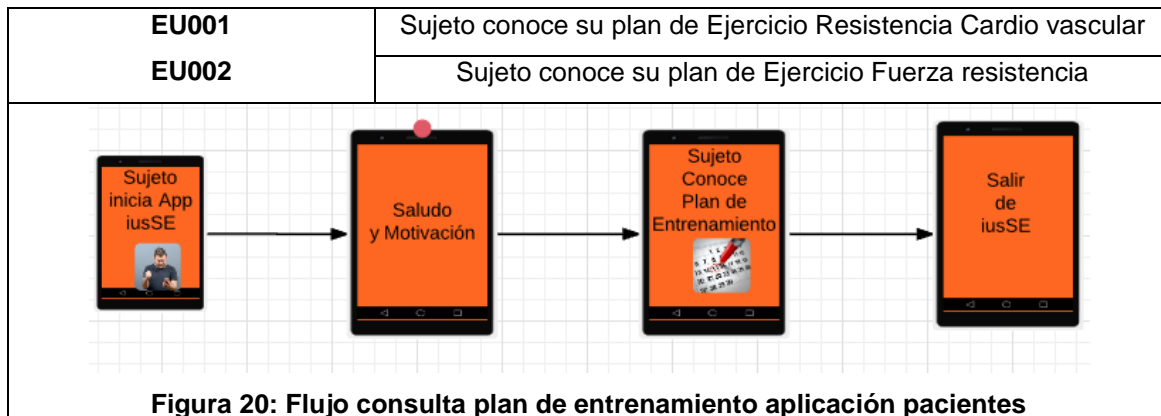 EU001
Sujeto conoce su plan de Ejercicio Resistencia Cardio vascular
EU002
Sujeto conoce su plan de Ejercicio Fuerza resistencia
Sujeto
inicia App
iusSE
Saludo
y Motivación
Sujeto
Conoce
Plan de
Entrenamiento
Salir
de
iusSE
Figura 20: Flujo consulta plan de entrenamiento aplicación pacientes